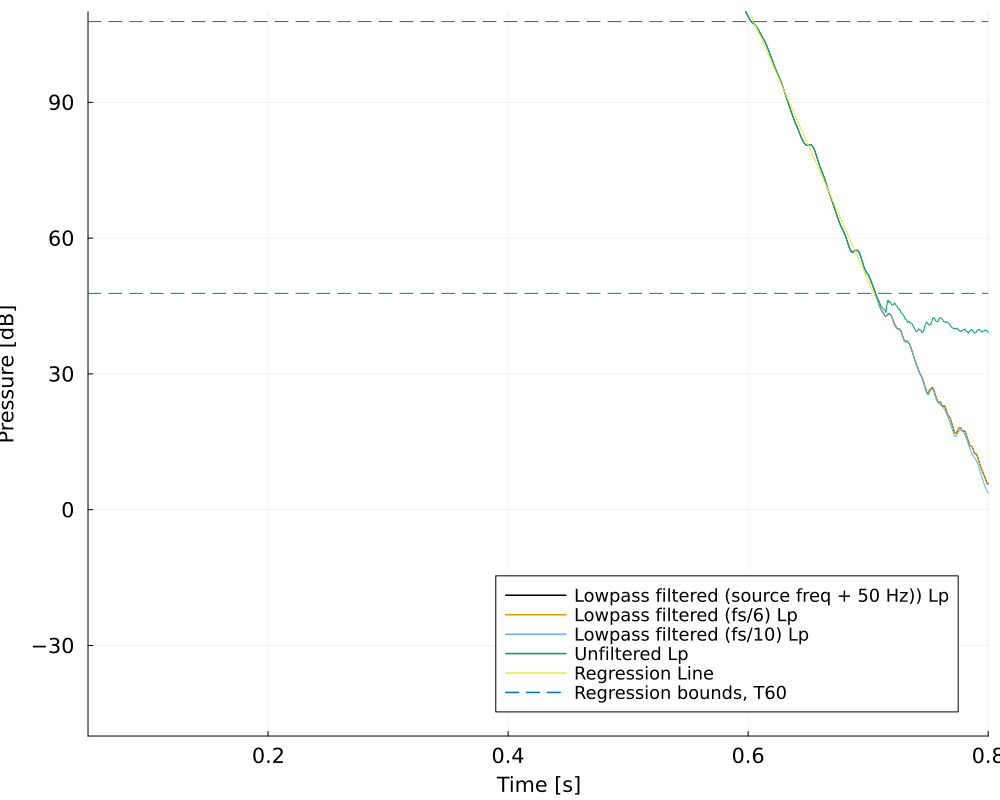 90
60
30
0
−30
Pressure [dB]
Lowpass filtered (source freq + 50 Hz)) Lp
Lowpass filtered (fs/6) Lp
Lowpass filtered (fs/10) Lp
Unfiltered Lp
Regression Line
Regression bounds, T60
0.2 0.4 0.6 0.8
Time [s]